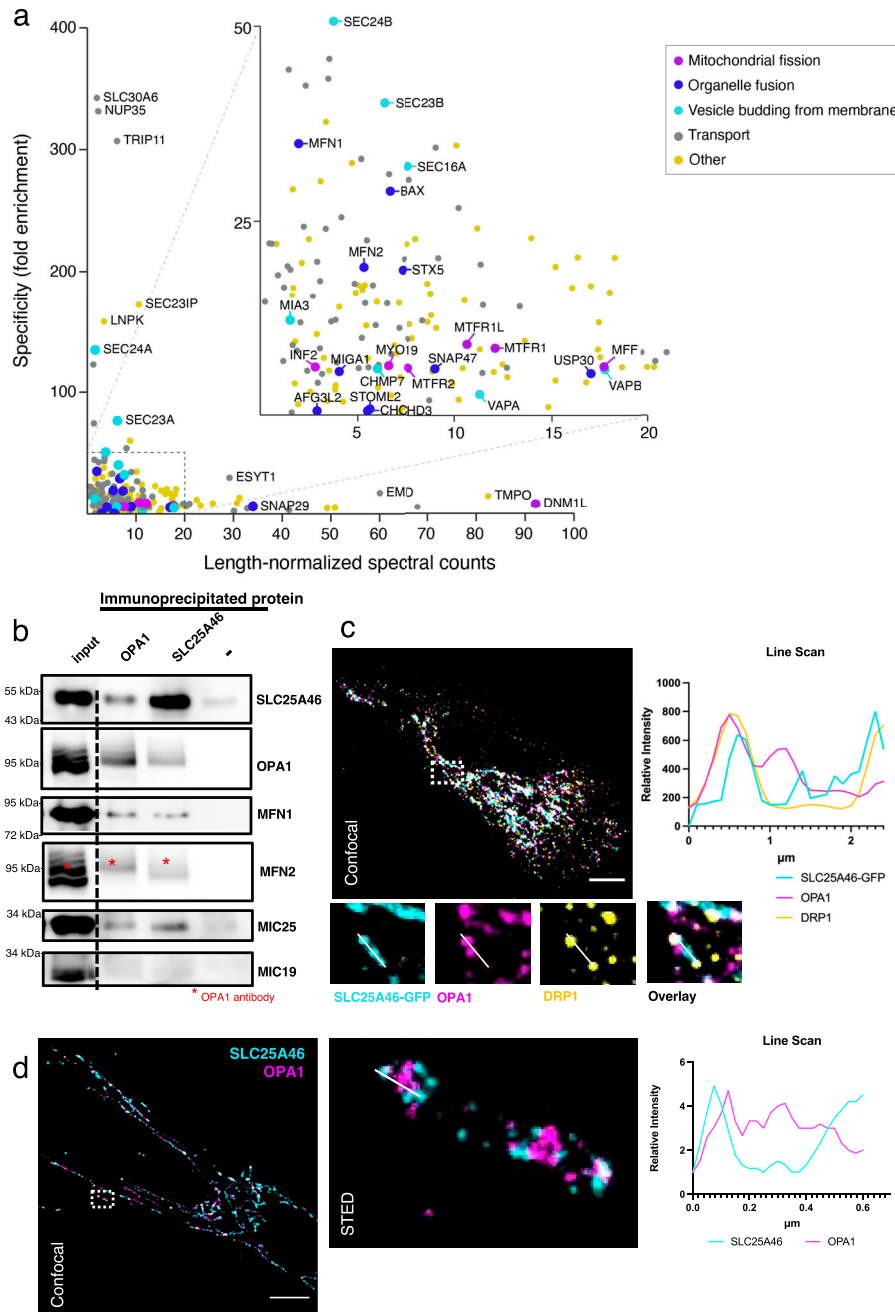 a
400
300
200
100
Specificity (fold enrichment)
SLC30A6
NUP35
TRIP11
SEC23IP
LNPK
SEC24A
SEC23A
ESYT1
EMD
TMPO
SNAP29
DNM1L
10 20 30 40 50 60 70 80 90 100
Length-normalized spectral counts
50
25
SEC24B
SEC23B
MFN1
SEC16A
BAX
MFN2
STX5
MIA3
MTFR1L
INF2
MIGA1
MYO19
MTFR1
SNAP47
USP30
MFF
CHMP7
MTFR2
VAPB
AFG3L2
STOML2
CHCHD3
VAPA
5 10 15 20
Mitochondrial fission
Organelle fusion
Vesicle budding from membrane
Transport
Other
b
Immunoprecipitated protein
input OPA1 SLC25A46 -
55 kDa
43 kDa
SLC25A46
95 kDa
OPA1
95 kDa
72 kDa
MFN1
95 kDa
* * *
MFN2
34 kDa
MIC25
34 kDa
MIC19
* OPA1 antibody
c
Confocal
SLC25A46-GFP OPA1 DRP1 Overlay
Line Scan
Relative Intensity
1000
800
600
400
200
0
0 1 2
µm
SLC25A46-GFP
OPA1
DRP1
d
SLC25A46
OPA1
Confocal
STED
Line Scan
Relative Intensity
6
4
2
0
0.0 0.2 0.4 0.6
µm
SLC25A46 OPA1